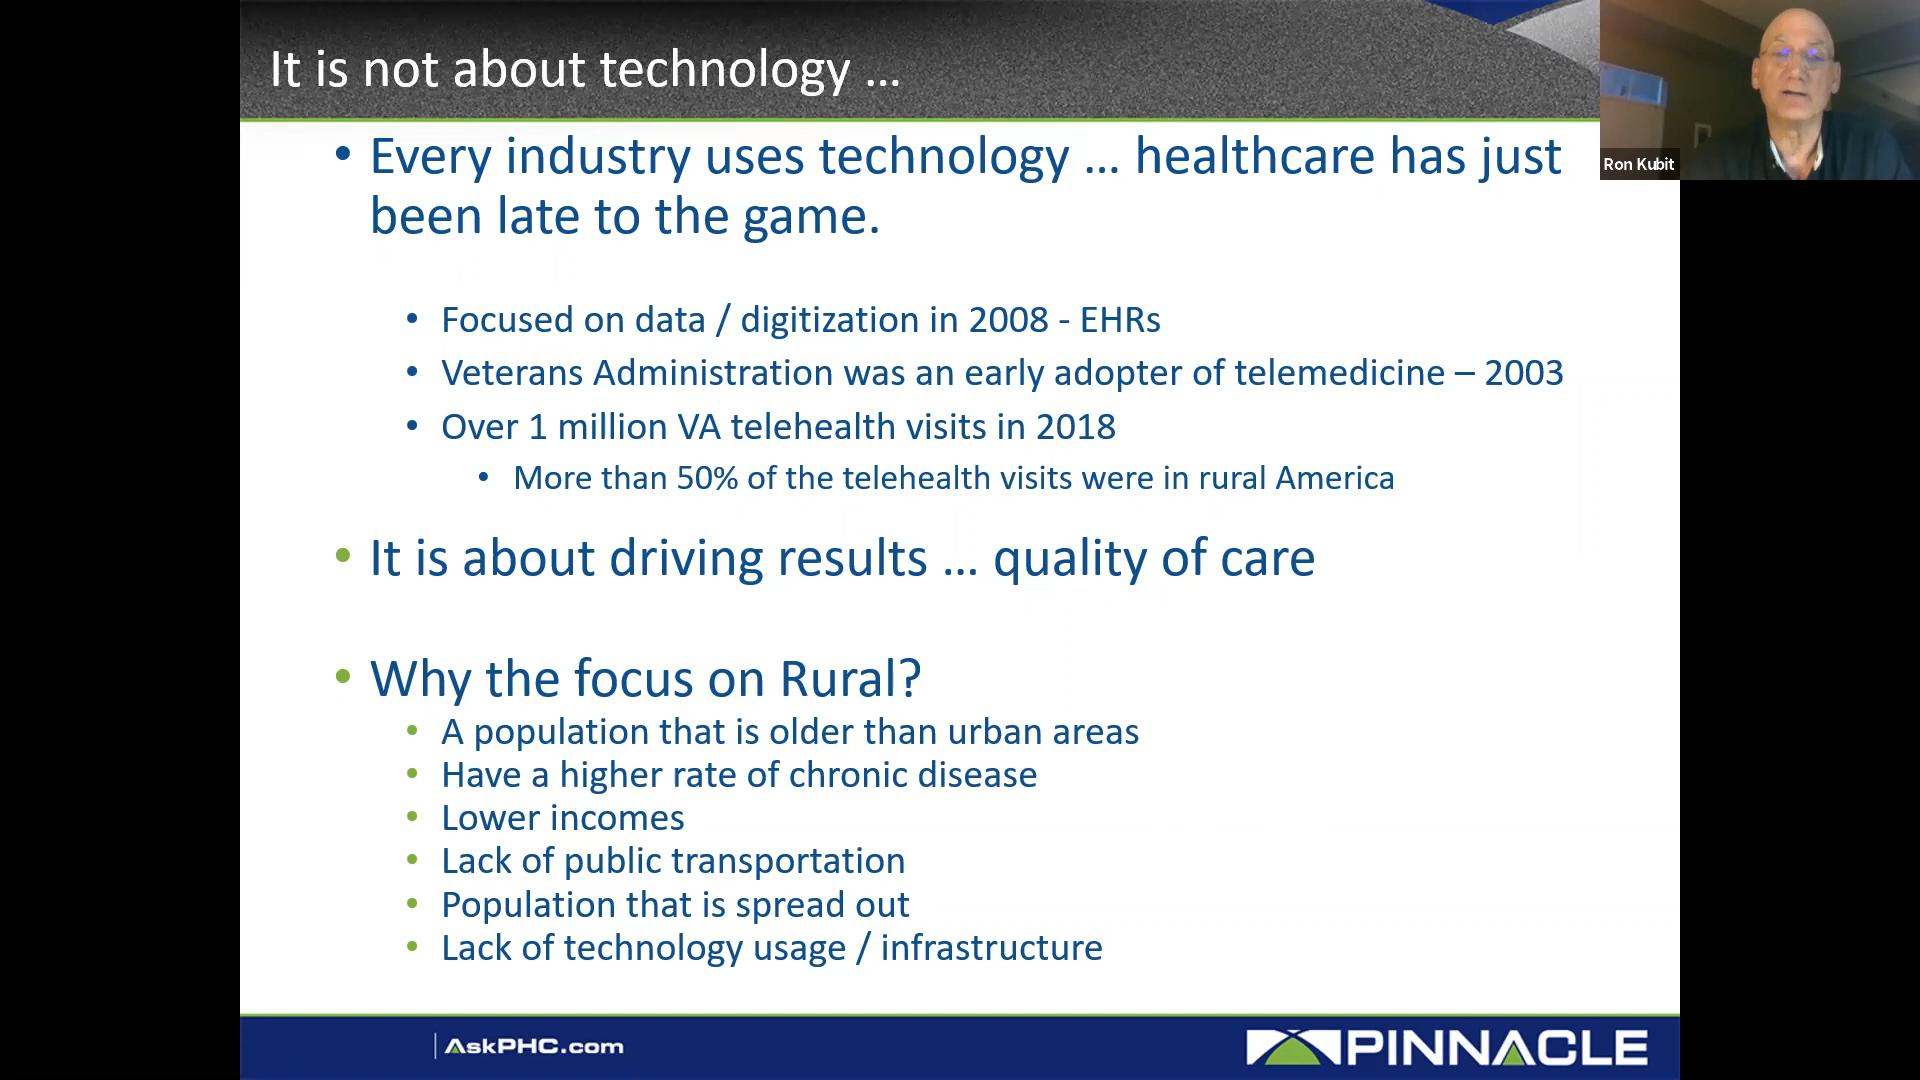 It is not about technology ...
Ron Kubit
• Every industry uses technology ... healthcare has just
been late to the game.
• Focused on data / digitization in 2008 - EHRs
• Veterans Administration was an early adopter of telemedicine – 2003
• Over 1 million VA telehealth visits in 2018
• More than 50% of the telehealth visits were in rural America
• It is about driving results ... quality of care
• Why the focus on Rural?
• A population that is older than urban areas
• Have a higher rate of chronic disease
• Lower incomes
• Lack of public transportation
• Population that is spread out
• Lack of technology usage / infrastructure
AskPHC.com
PINNACLE